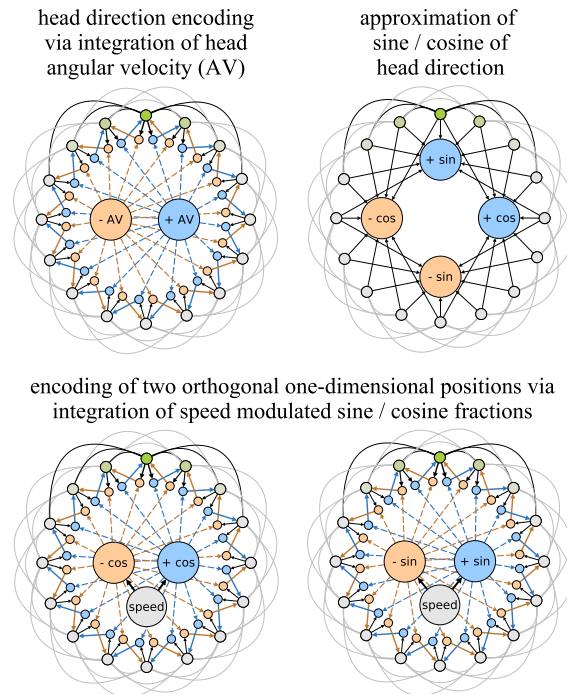 head direction encoding
via integration of head
angular velocity (AV)
approximation of
sine / cosine of
head direction
- AV
+ AV
+ sin
- cos
+ cos
- sin
encoding of two orthogonal one-dimensional positions via
integration of speed modulated sine / cosine fractions
- cos
+ cos
speed
- sin
+ sin
speed